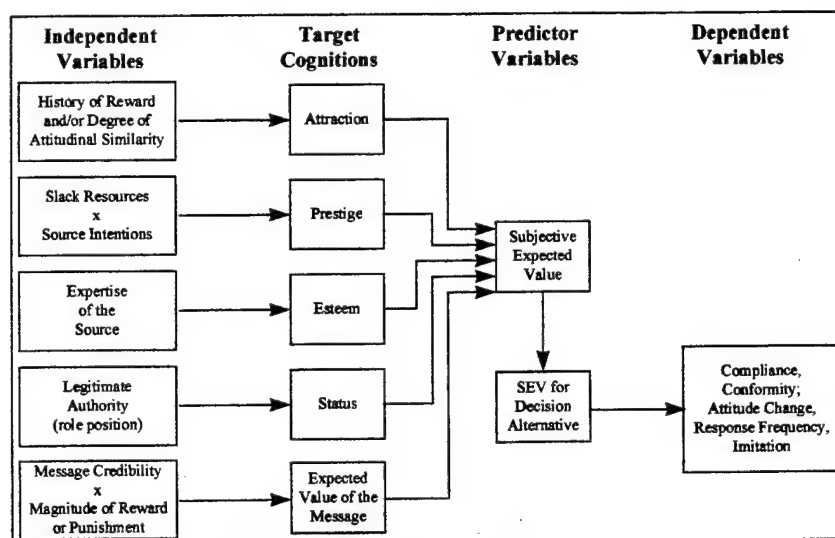 Independent
Variables
Target
Cognitions
Predictor
Variables
Dependent
Variables
History of Reward
and/or Degree of
Attitudinal Similarity
Attraction
Slack Resources
x
Source Intentions
Prestige
Subjective
Expected
Value
Expertise
of the
Source
Esteem
Legitimate
Authority
(role position)
Status
SEV for
Decision
Alternative
Compliance,
Conformity;
Attitude Change,
Response Frequency,
Imitation
Message Credibility
x
Magnitude of Reward
or Punishment
Expected
Value of the
Message